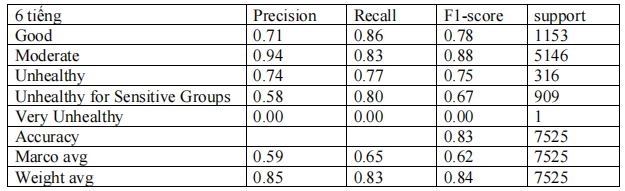 6 tiếng Precision Recall F1-score support
Good 0.71 0.86 0.78 1153
Moderate 0.94 0.83 0.88 5146
Unhealthy 0.74 0.77 0.75 316
Unhealthy for Sensitive Groups 0.58 0.80 0.67 909
Very Unhealthy 0.00 0.00 0.00 1
Accuracy 0.83 7525
Marco avg 0.59 0.65 0.62 7525
Weight avg 0.85 0.83 0.84 7525